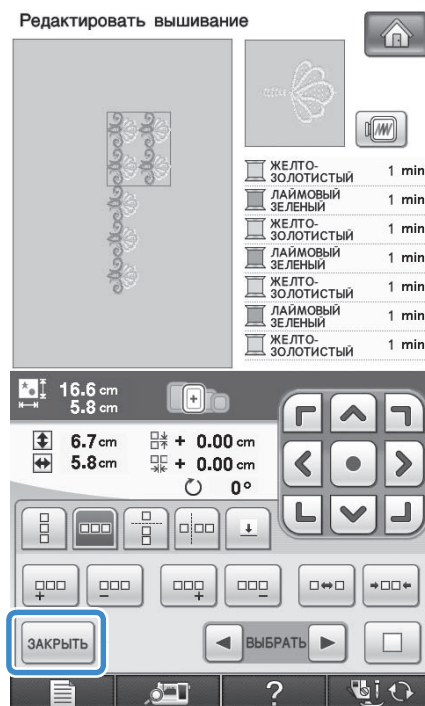 Редактировать вышивание
ЖЕЛТО-
ЗОЛОТИСТЫЙ 1 min
ЛАЙМОВЫЙ
ЗЕЛЕНЫЙ 1 min
ЖЕЛТО-
ЗОЛОТИСТЫЙ 1 min
ЛАЙМОВЫЙ
ЗЕЛЕНЫЙ 1 min
ЖЕЛТО-
ЗОЛОТИСТЫЙ 1 min
ЛАЙМОВЫЙ
ЗЕЛЕНЫЙ 1 min
ЖЕЛТО-
ЗОЛОТИСТЫЙ 1 min
16.6 cm
5.8 cm
6.7 cm + 0.00 cm
5.8 cm + 0.00 cm
0°
ЗАКРЫТЬ ВЫБРАТЬ
?